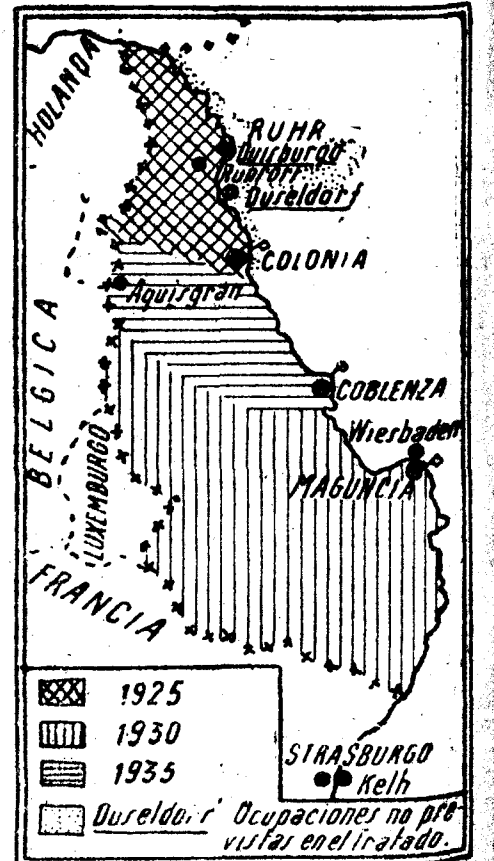 HOLANDA
RUHR
Duisburgo
Ruhrort
Duseldorf
COLONIA
Aquisgran
BELGICA
COBLENZA
Wiesbaden
LUXEMBURGO
MAGUNCIA
FRANCIA
1925
1930
1935
STRASBURGO
Kelh
Duseldorf Ocupaciones no pre-
vistas en el Tratado.